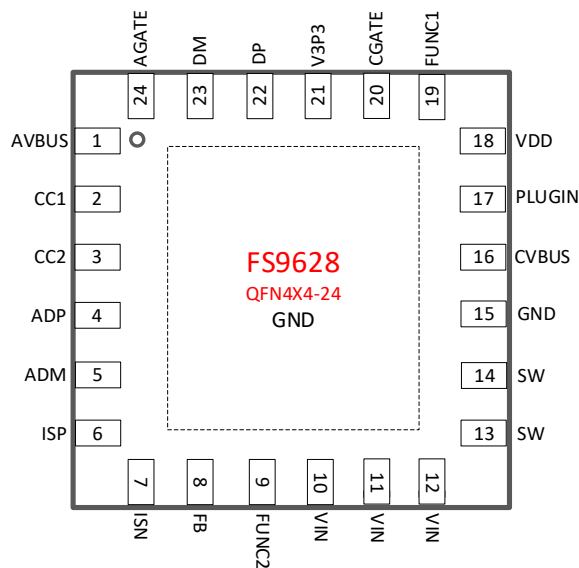 AGATE
DM
DP
V3P3
CGATE
FUNC1
24
23
22
21
20
19
AVBUS 1
18 VDD
CC1 2
17 PLUGIN
CC2 3
16 CVBUS
FS9628
QFN4X4-24
GND
ADP 4
15 GND
ADM 5
14 SW
ISP 6
13 SW
7
8
9
10
11
12
ISIN
FB
FUNC2
VIN
VIN
VIN